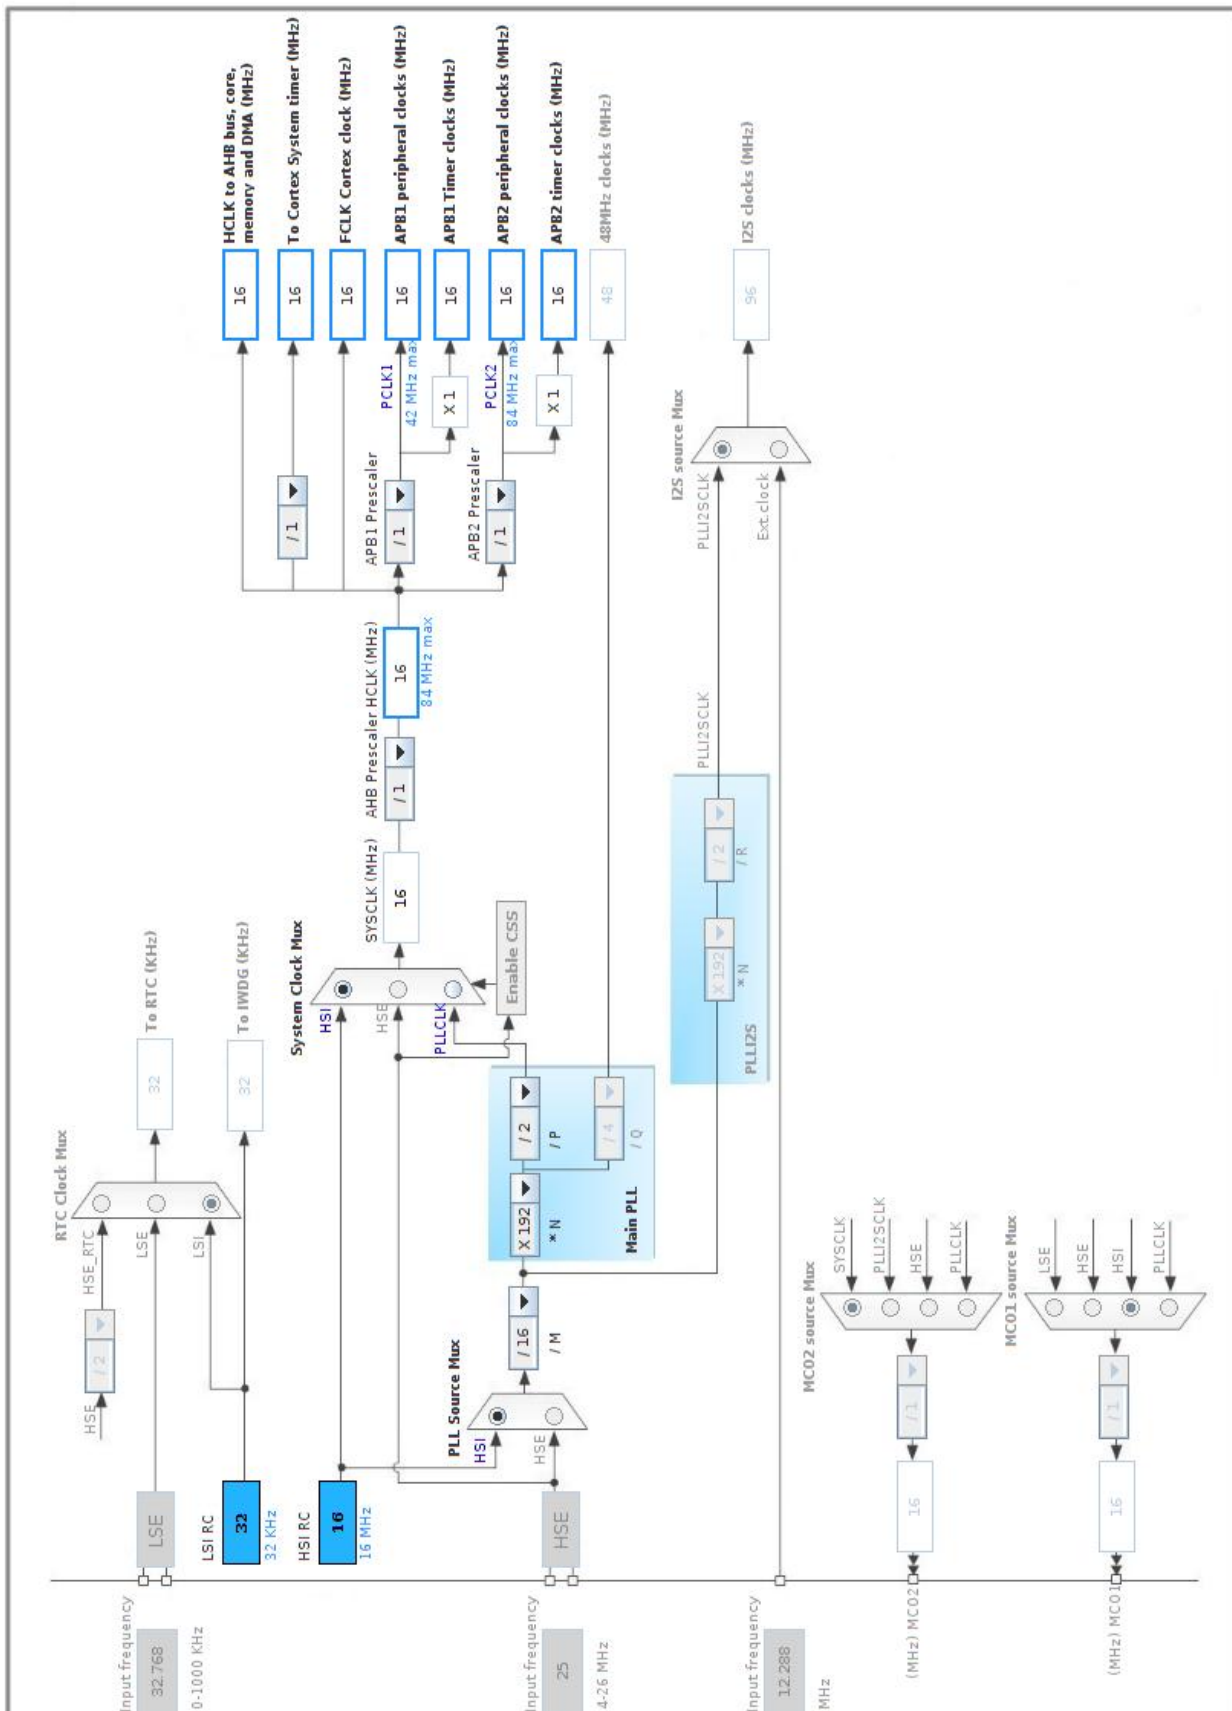 Input frequency
32.768
0-1000 KHz
LSE
HSE
/ 2
HSE_RTC
LSE
LSI
RTC Clock Mux
32
To RTC (KHz)
LSI RC
32
32 KHz
32
To IWDG (KHz)
HSI RC
16
16 MHz
System Clock Mux
HSI
HSE
PLLCLK
Enable CSS
SYSCLK (MHz)
16
AHB Prescaler
/ 1
HCLK (MHz)
16
84 MHz max
/ 1
APB1 Prescaler
/ 1
PCLK1
42 MHz max
X 1
APB2 Prescaler
/ 1
PCLK2
84 MHz max
X 1
16
HCLK to AHB bus, core,
memory and DMA (MHz)
16
To Cortex System timer (MHz)
16
FCLK Cortex clock (MHz)
16
APB1 peripheral clocks (MHz)
16
APB1 Timer clocks (MHz)
16
APB2 peripheral clocks (MHz)
16
APB2 timer clocks (MHz)
48
48MHz clocks (MHz)
Input frequency
25
4-26 MHz
HSE
PLL Source Mux
HSI
HSE
/ 16
/ M
X 192
* N
/ 2
/ P
/ 4
/ Q
Main PLL
X 192
* N
/ 2
/ R
PLLI2S
PLLI2SCLK
I2S source Mux
PLLI2SCLK
Ext.clock
96
I2S clocks (MHz)
Input frequency
12.288
MHz
MCO2 source Mux
SYSCLK
PLLI2SCLK
HSE
PLLCLK
/ 1
16
(MHz) MCO2
MCO1 source Mux
LSE
HSE
HSI
PLLCLK
/ 1
16
(MHz) MCO1